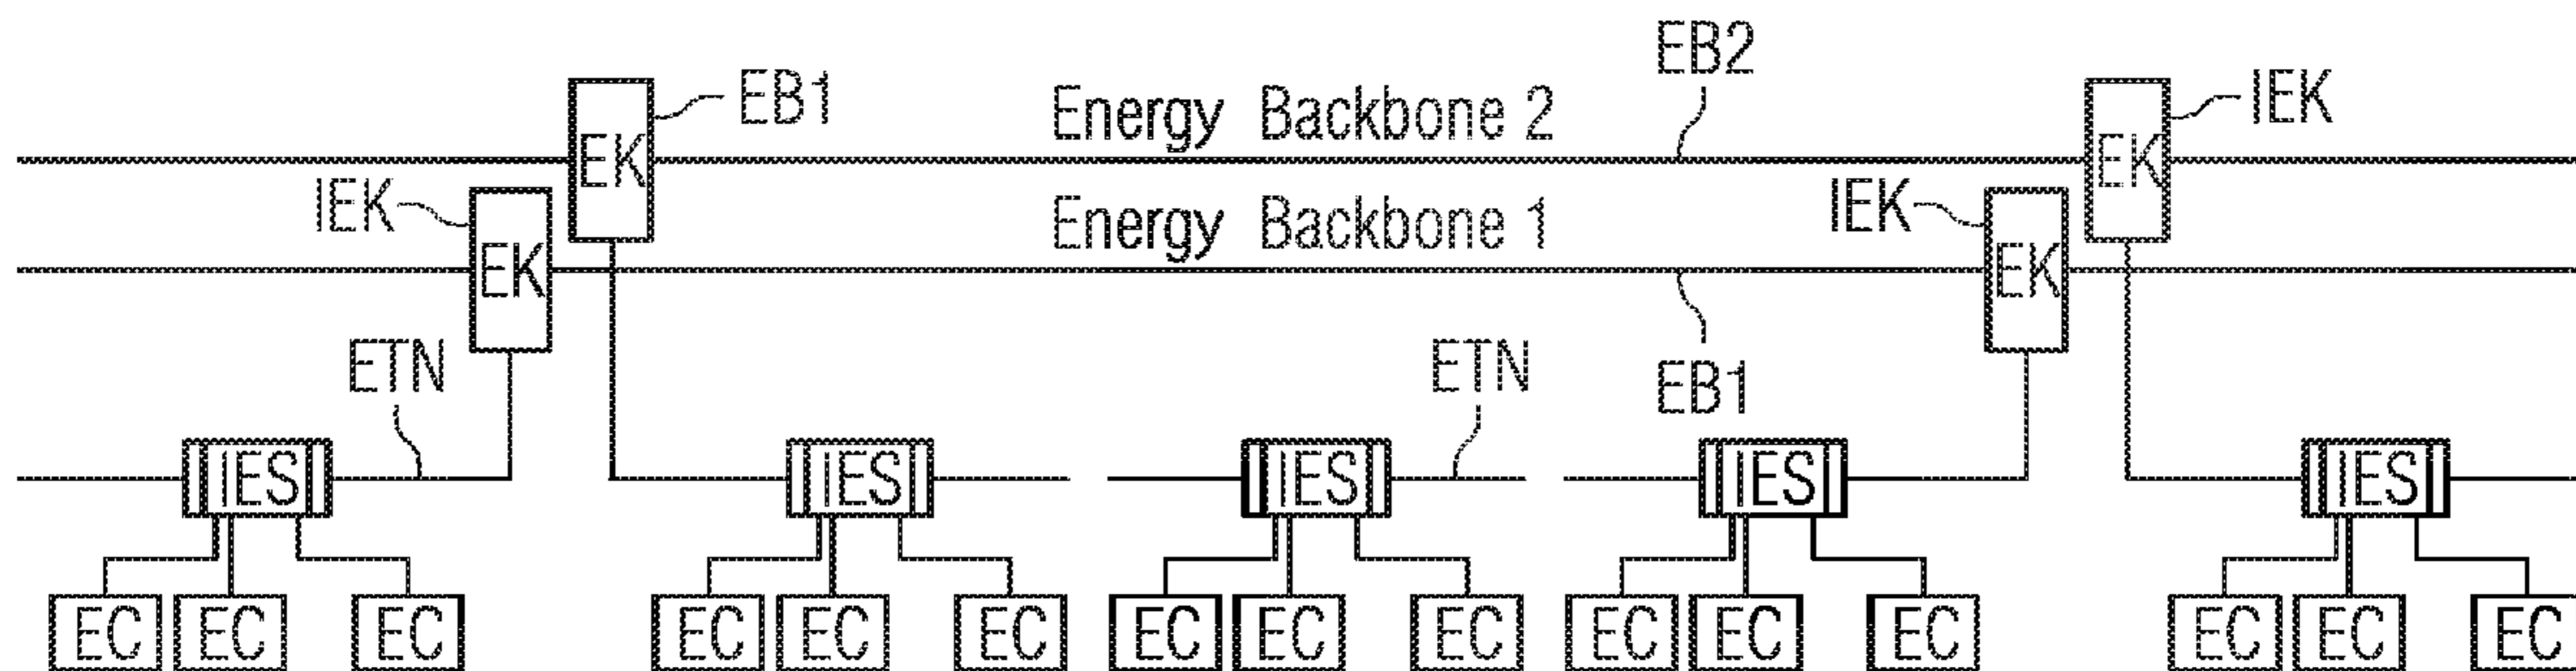 EB2
EB1 Energy Backbone 2 IEK
EK EK
IEK Energy Backbone 1 IEK
EK EK
ETN ETN EB1
IES IES IES IES IES
EC EC EC EC EC EC EC EC EC EC EC EC EC EC EC